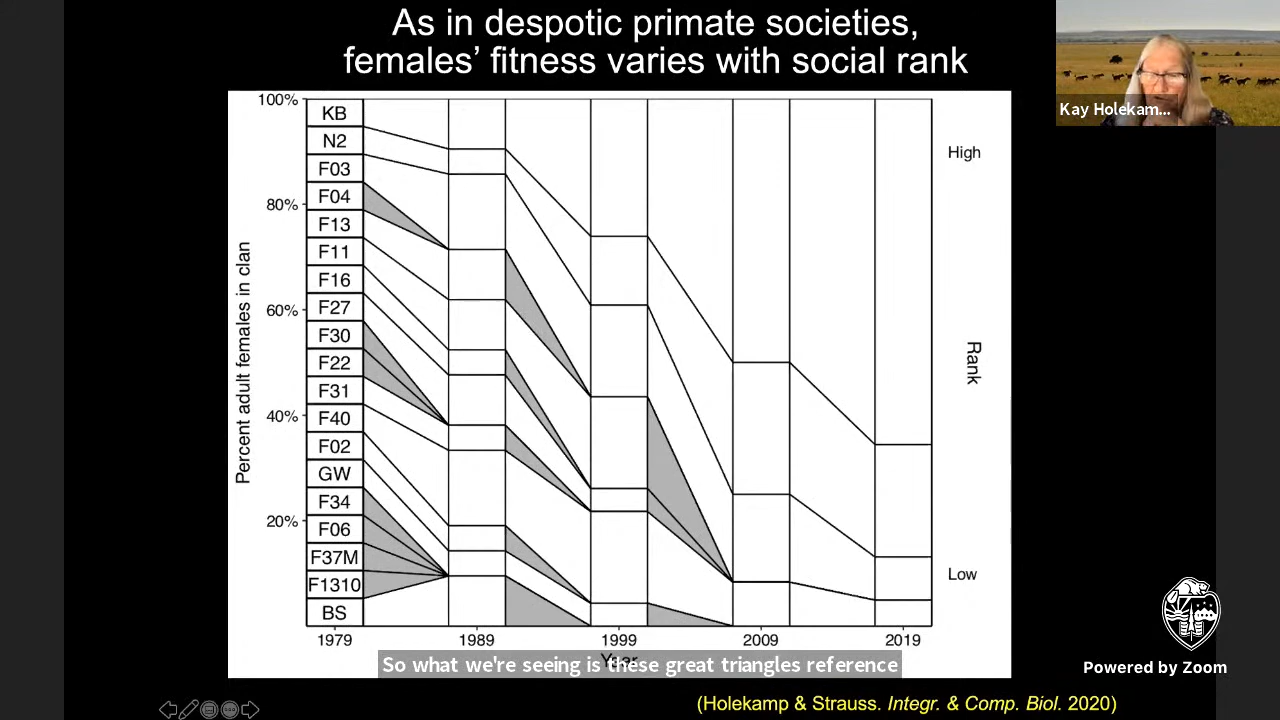 As in despotic primate societies,
females’ fitness varies with social rank
Kay Holekam...
100%
80%
60%
40%
20%
Percent adult females in clan
KB
N2
F03
F04
F13
F11
F16
F27
F30
F22
F31
F40
F02
GW
F34
F06
F37M
F1310
BS
High
Rank
Low
1979 1989 1999 2009 2019
Year
So what we're seeing is these great triangles reference
Powered by Zoom
(Holekamp & Strauss. Integr. & Comp. Biol. 2020)